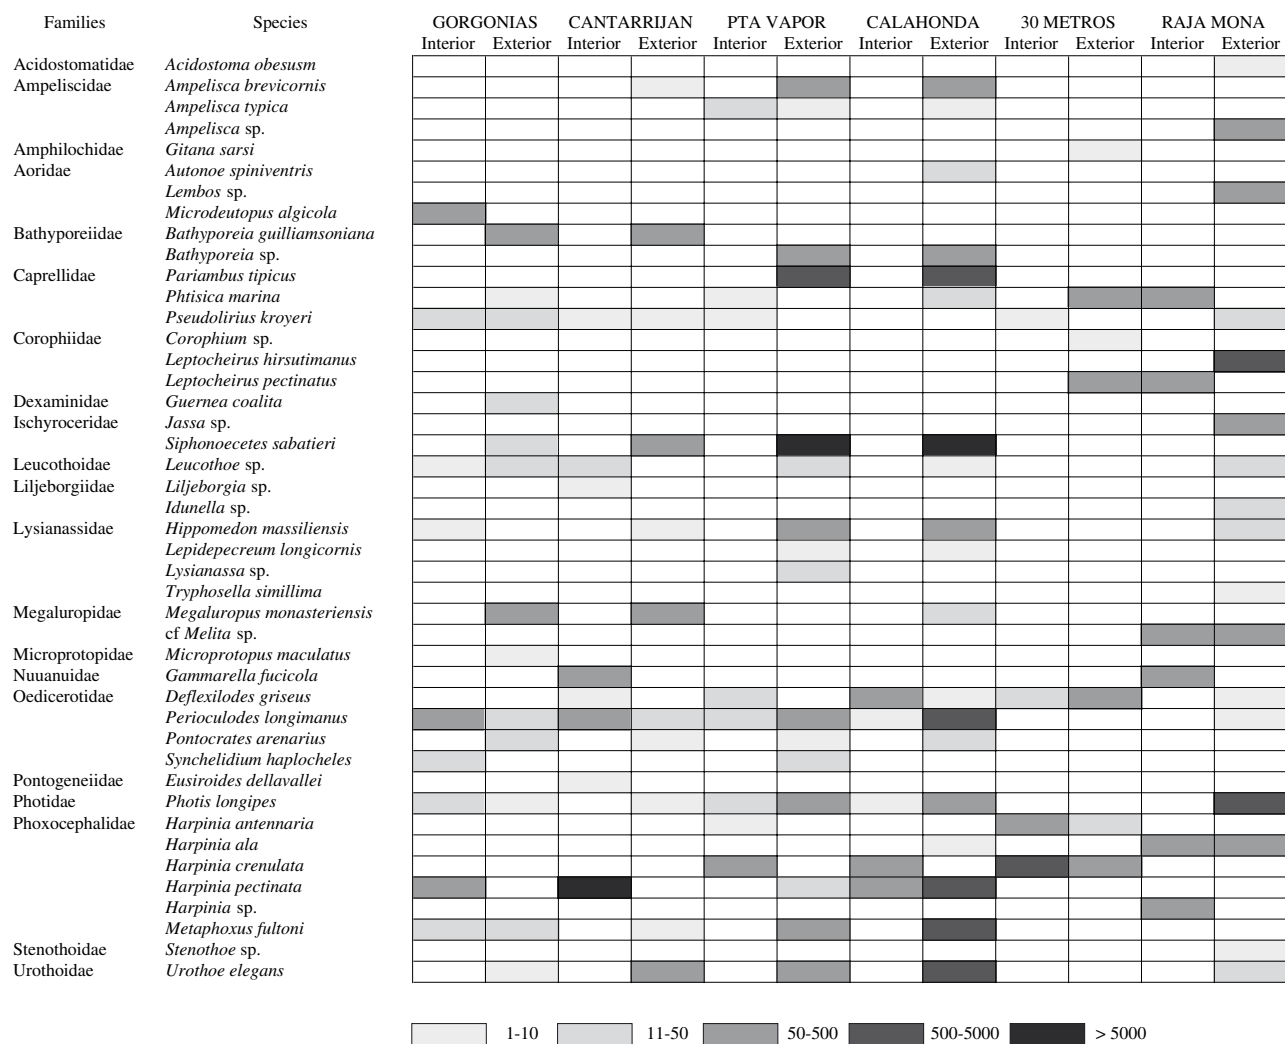 Families Species GORGONIAS CANTARRIJAN PTA VAPOR CALAHONDA 30 METROS RAJA MONA
Interior Exterior Interior Exterior Interior Exterior Interior Exterior Interior Exterior Interior Exterior
Acidostomatidae Acidostoma obesusm
Ampeliscidae Ampelisca brevicornis
Ampelisca typica
Ampelisca sp.
Amphilochidae Gitana sarsi
Aoridae Autonoe spiniventris
Lembos sp.
Microdeutopus algicola
Bathyporeiidae Bathyporeia guilliamsoniana
Bathyporeia sp.
Caprellidae Pariambus tipicus
Phtisica marina
Pseudolirius kroyeri
Corophiidae Corophium sp.
Leptocheirus hirsutimanus
Leptocheirus pectinatus
Dexaminidae Guernea coalita
Ischyroceridae Jassa sp.
Siphonoecetes sabatieri
Leucothoidae Leucothoe sp.
Liljeborgiidae Liljeborgia sp.
Idunella sp.
Lysianassidae Hippomedon massiliensis
Lepidepecreum longicornis
Lysianassa sp.
Tryphosella simillima
Megaluropidae Megaluropus monasteriensis
cf Melita sp.
Microprotopidae Microprotopus maculatus
Nuuanuidae Gammarella fucicola
Oedicerotidae Deflexilodes griseus
Perioculodes longimanus
Pontocrates arenarius
Synchelidium haplocheles
Pontogeneiidae Eusiroides dellavallei
Photidae Photis longipes
Phoxocephalidae Harpinia antennaria
Harpinia ala
Harpinia crenulata
Harpinia pectinata
Harpinia sp.
Metaphoxus fultoni
Stenothoidae Stenothoe sp.
Urothoidae Urothoe elegans
1-10 11-50 50-500 500-5000 > 5000